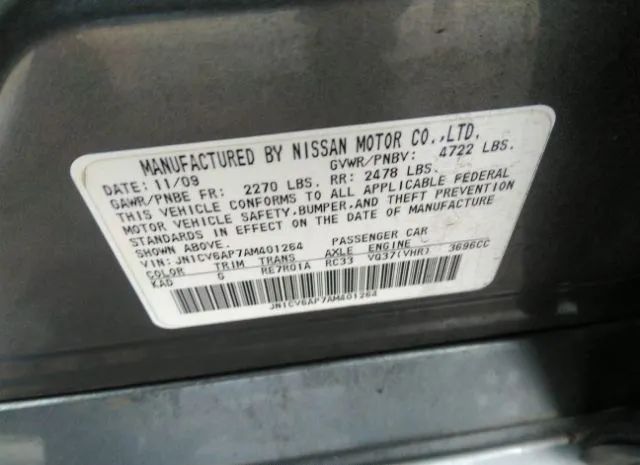 MANUFACTURED BY NISSAN MOTOR CO.,LTD.
DATE: 11/09 GVWR/PNBV: 4722 LBS.
GAWR/PNBE FR: 2270 LBS. RR: 2478 LBS.
THIS VEHICLE CONFORMS TO ALL APPLICABLE FEDERAL
MOTOR VEHICLE SAFETY,BUMPER,AND THEFT PREVENTION
STANDARDS IN EFFECT ON THE DATE OF MANUFACTURE
SHOWN ABOVE.
VIN: JN1CV6AP7AM401264 PASSENGER CAR
COLOR TRIM TRANS AXLE ENGINE
KAD G RE7R01A RC33 VQ37(VHR) 3696CC
JN1CV6AP7AM401264